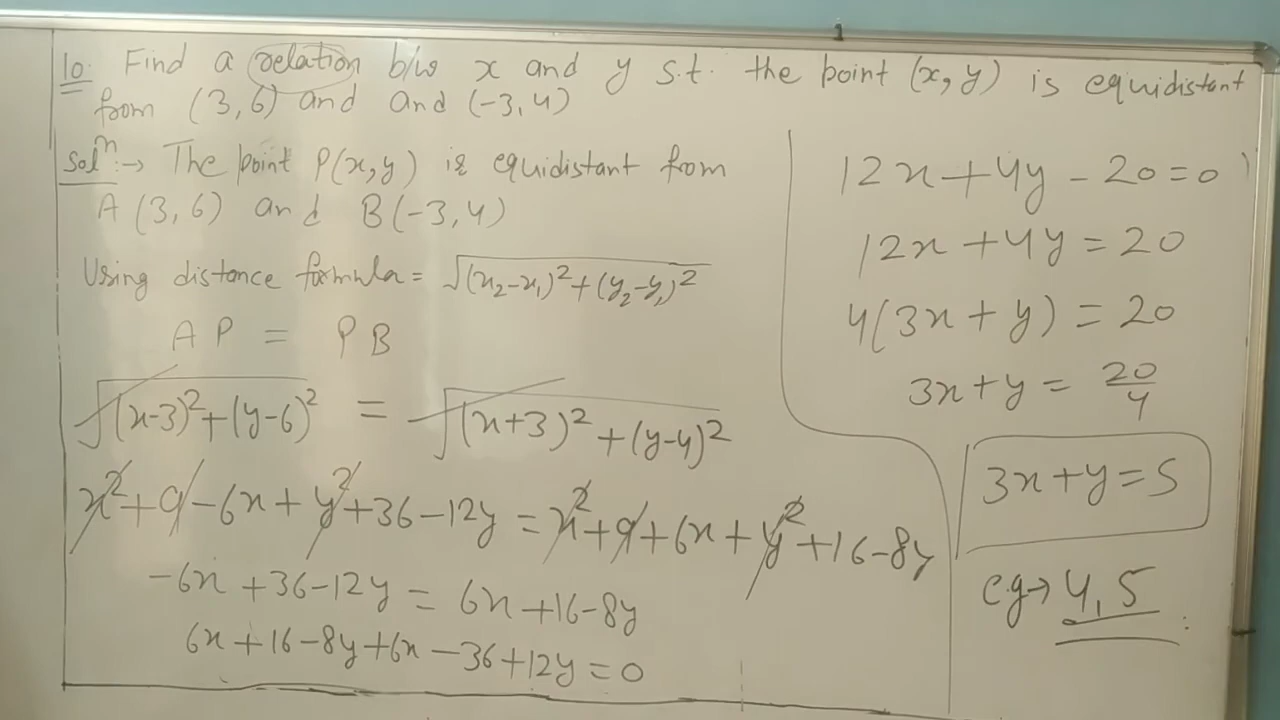 10. Find a relation b/w x and y s.t. the point (x, y) is equidistant
from (3, 6) and and (-3, 4)
Solⁿ:→ The point P(x, y) is equidistant from
A (3, 6) and B(-3, 4)
Using distance formula = √(x₂-x₁)²+(y₂-y₁)²
AP = PB
√(x-3)²+(y-6)² = √(x+3)²+(y-4)²
x²+9-6x+y²+36-12y = x²+9+6x+y²+16-8y
-6x+36-12y = 6x+16-8y
6x+16-8y+6x-36+12y=0
12x+4y-20=0
12x+4y=20
4(3x+y)=20
3x+y=20/4
3x+y=5
e.g→ 4, 5